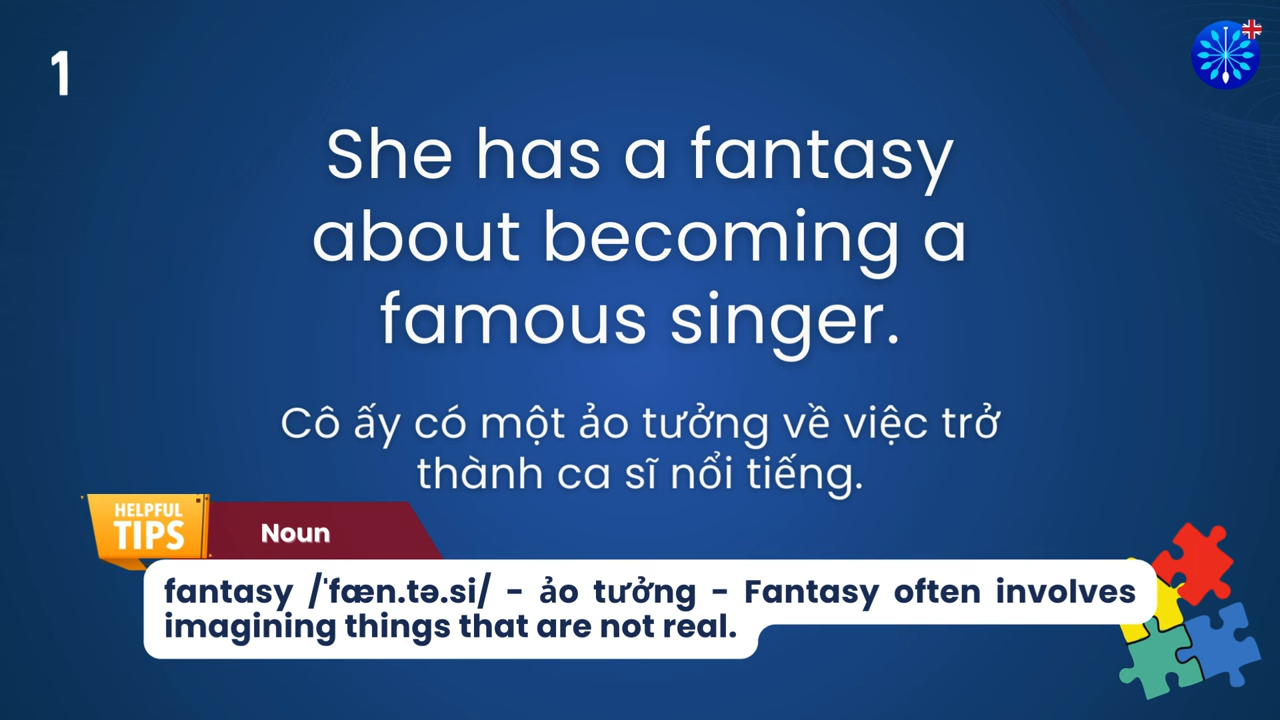 1
She has a fantasy
about becoming a
famous singer.
Cô ấy có một ảo tưởng về việc trở
thành ca sĩ nổi tiếng.
HELPFUL
TIPS
Noun
fantasy /ˈfæn.tə.si/ - ảo tưởng - Fantasy often involves
imagining things that are not real.